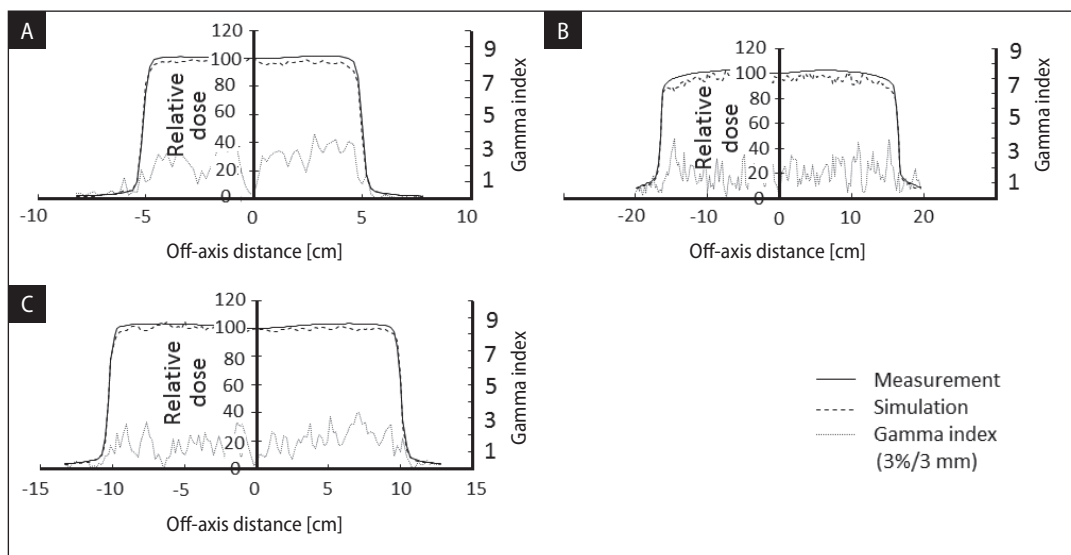 A
120
100
80
60
40
20
0
Relative
dose
9
7
5
3
1
Gamma index
-10
-5
0
5
10
Off-axis distance [cm]
B
120
100
80
60
40
20
0
Relative
dose
9
7
5
3
1
Gamma index
-20
-10
0
10
20
Off-axis distance [cm]
C
120
100
80
60
40
20
0
Relative
dose
9
7
5
3
1
Gamma index
-15
-10
-5
0
5
10
15
Off-axis distance [cm]
Measurement
Simulation
Gamma index
(3%/3 mm)